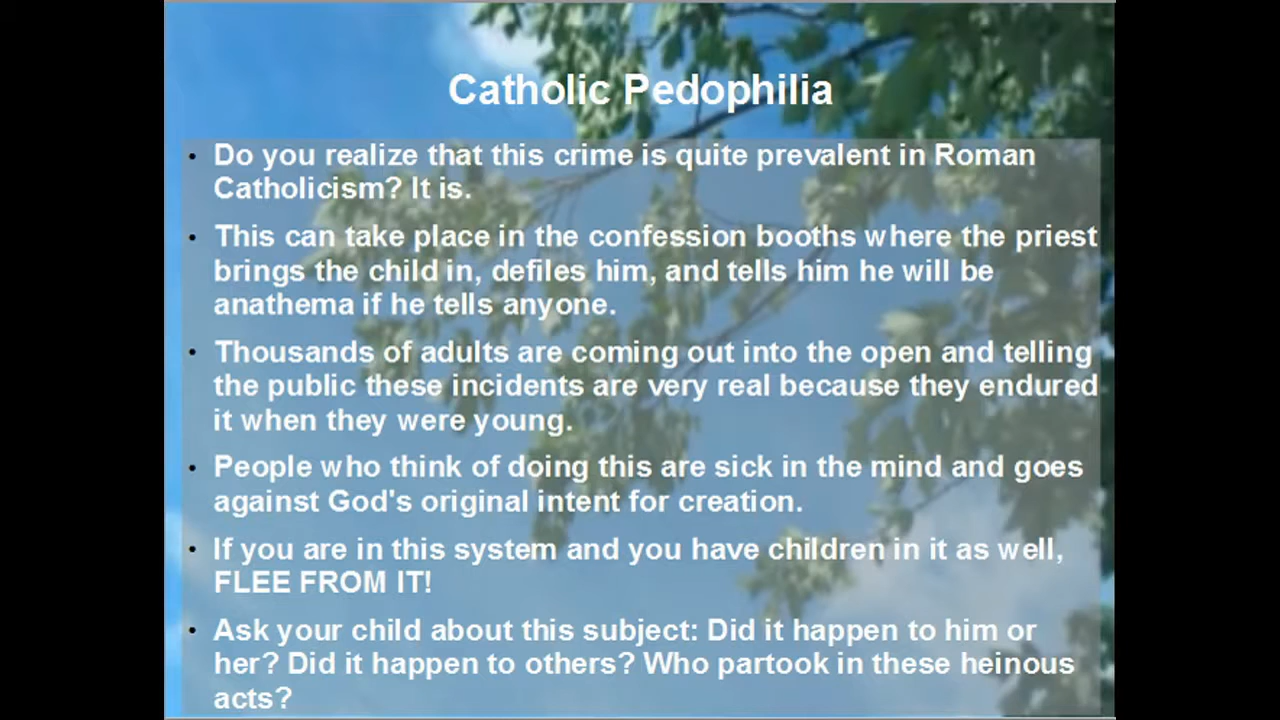 Catholic Pedophilia
• Do you realize that this crime is quite prevalent in Roman
Catholicism? It is.
• This can take place in the confession booths where the priest
brings the child in, defiles him, and tells him he will be
anathema if he tells anyone.
• Thousands of adults are coming out into the open and telling
the public these incidents are very real because they endured
it when they were young.
• People who think of doing this are sick in the mind and goes
against God's original intent for creation.
• If you are in this system and you have children in it as well,
FLEE FROM IT!
• Ask your child about this subject: Did it happen to him or
her? Did it happen to others? Who partook in these heinous
acts?